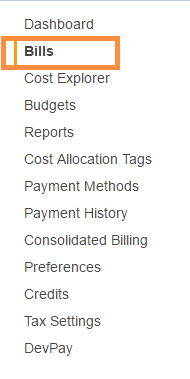 Dashboard
Bills
Cost Explorer
Budgets
Reports
Cost Allocation Tags
Payment Methods
Payment History
Consolidated Billing
Preferences
Credits
Tax Settings
DevPay